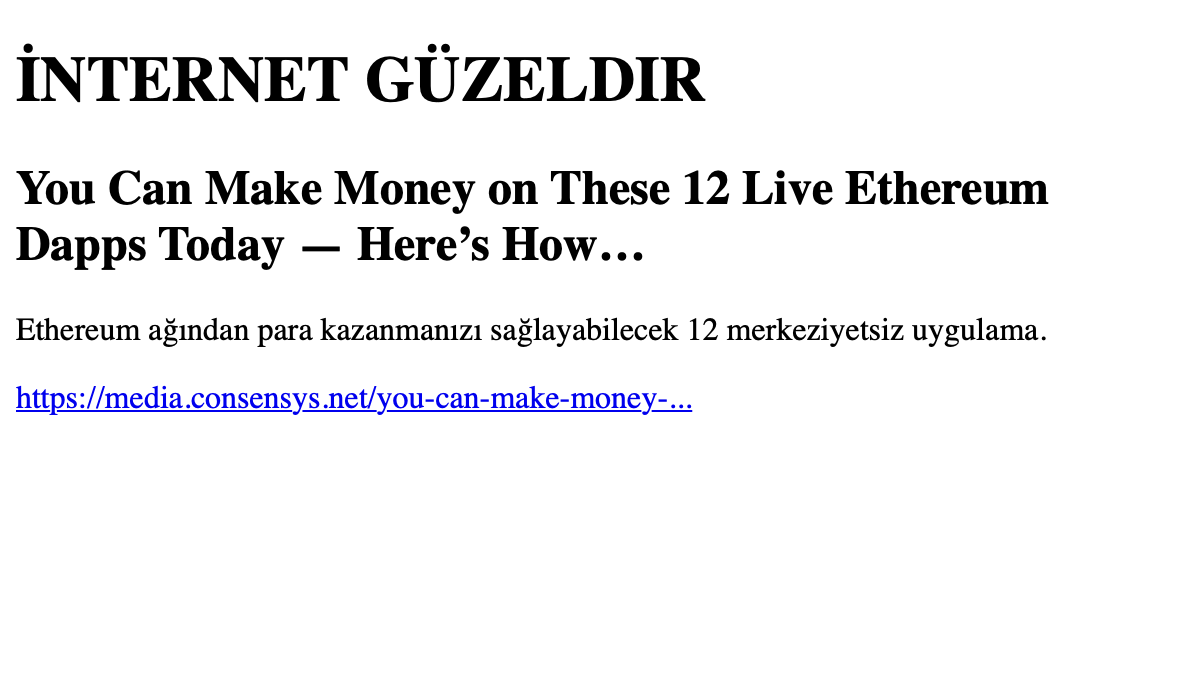 İNTERNET GÜZELDIR
You Can Make Money on These 12 Live Ethereum
Dapps Today — Here’s How…
Ethereum ağından para kazanmanızı sağlayabilecek 12 merkeziyetsiz uygulama.
https://media.consensys.net/you-can-make-money-...